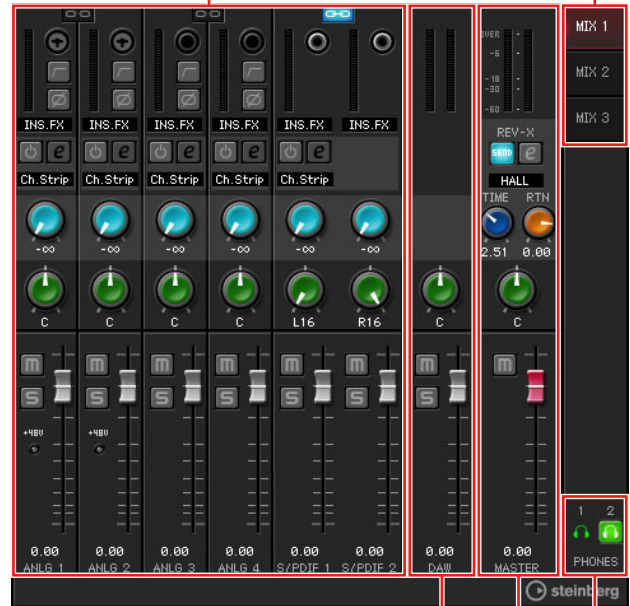 MIX 1
OVER
-6
MIX 2
-18
-30
-60
MIX 3
INS.FX INS.FX INS.FX INS.FX INS.FX INS.FX
REV-X
SEND e
e e e e e
Ch.Strip Ch.Strip Ch.Strip Ch.Strip Ch.Strip
HALL
TIME RTN
-∞ -∞ -∞ -∞ -∞ -∞
2.51 0.00
C C C C L16 R16 C C
m m m m m m m m
S S S S S S S
+48V +48V
1 2
0.00 0.00 0.00 0.00 0.00 0.00 0.00 0.00
ANLG 1 ANLG 2 ANLG 3 ANLG 4 S/PDIF 1 S/PDIF 2 DAW MASTER
PHONES
steinberg